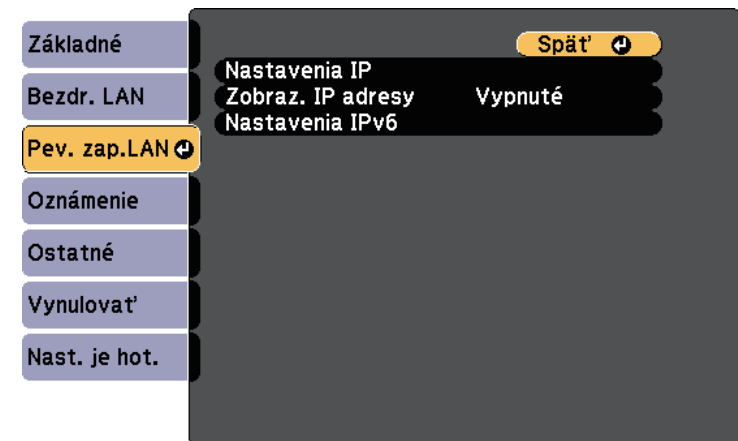 Základné
Bezdr. LAN
Pev. zap.LAN
Oznámenie
Ostatné
Vynulovať
Nast. je hot.
Späť
Nastavenia IP
Zobraz. IP adresy Vypnuté
Nastavenia IPv6